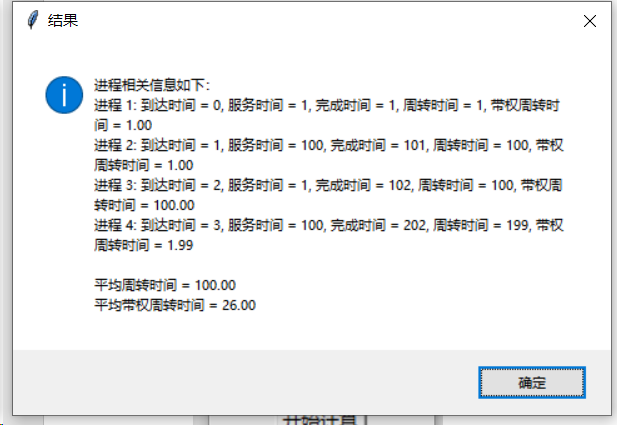 结果
进程相关信息如下:
进程 1: 到达时间 = 0, 服务时间 = 1, 完成时间 = 1, 周转时间 = 1, 带权周转时
间 = 1.00
进程 2: 到达时间 = 1, 服务时间 = 100, 完成时间 = 101, 周转时间 = 100, 带权
周转时间 = 1.00
进程 3: 到达时间 = 2, 服务时间 = 1, 完成时间 = 102, 周转时间 = 100, 带权周
转时间 = 100.00
进程 4: 到达时间 = 3, 服务时间 = 100, 完成时间 = 202, 周转时间 = 199, 带权
周转时间 = 1.99
平均周转时间 = 100.00
平均带权周转时间 = 26.00
确定
开始计算